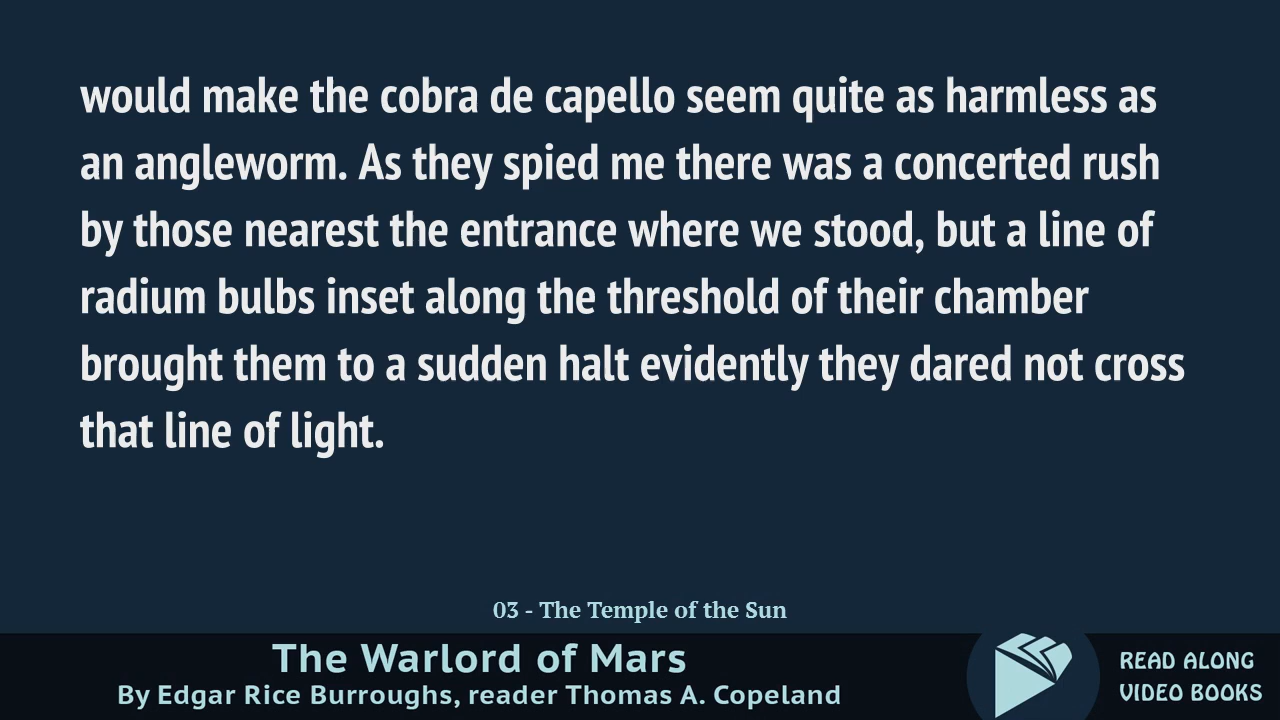 would make the cobra de capello seem quite as harmless as
an angleworm. As they spied me there was a concerted rush
by those nearest the entrance where we stood, but a line of
radium bulbs inset along the threshold of their chamber
brought them to a sudden halt evidently they dared not cross
that line of light.
03 - The Temple of the Sun
The Warlord of Mars
By Edgar Rice Burroughs, reader Thomas A. Copeland
READ ALONG
VIDEO BOOKS